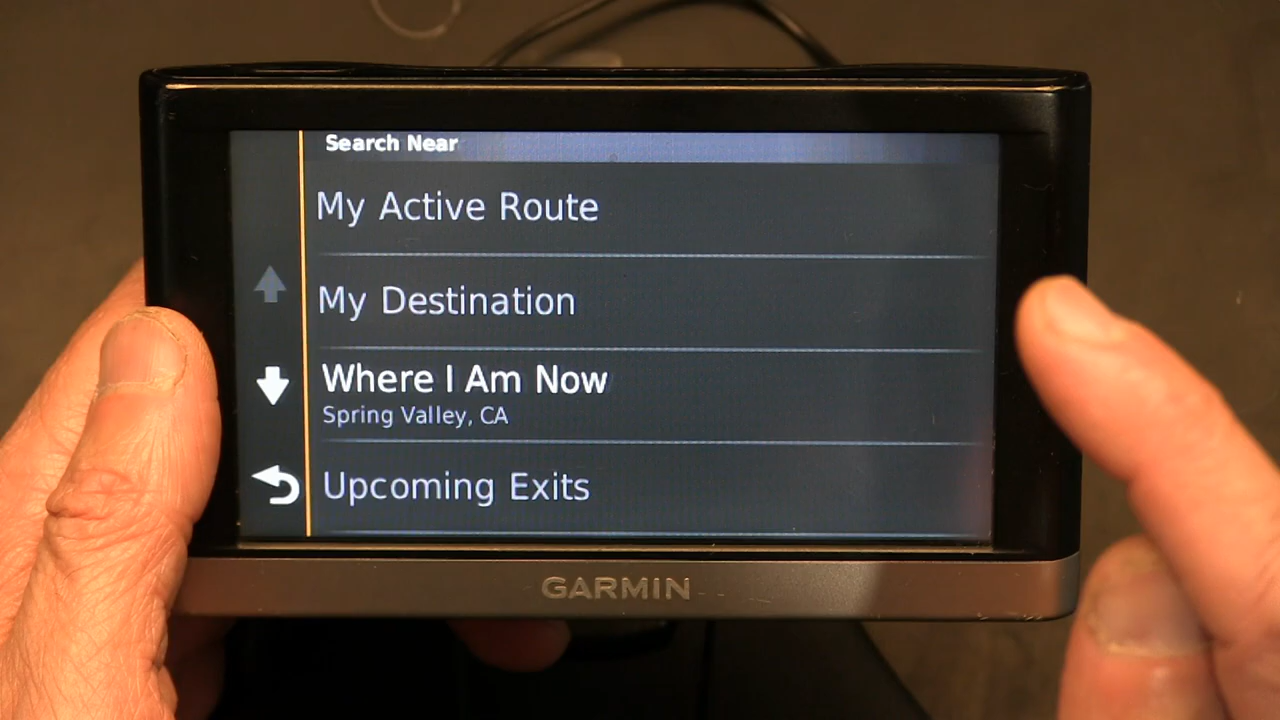 Search Near
My Active Route
My Destination
Where I Am Now
Spring Valley, CA
Upcoming Exits
GARMIN